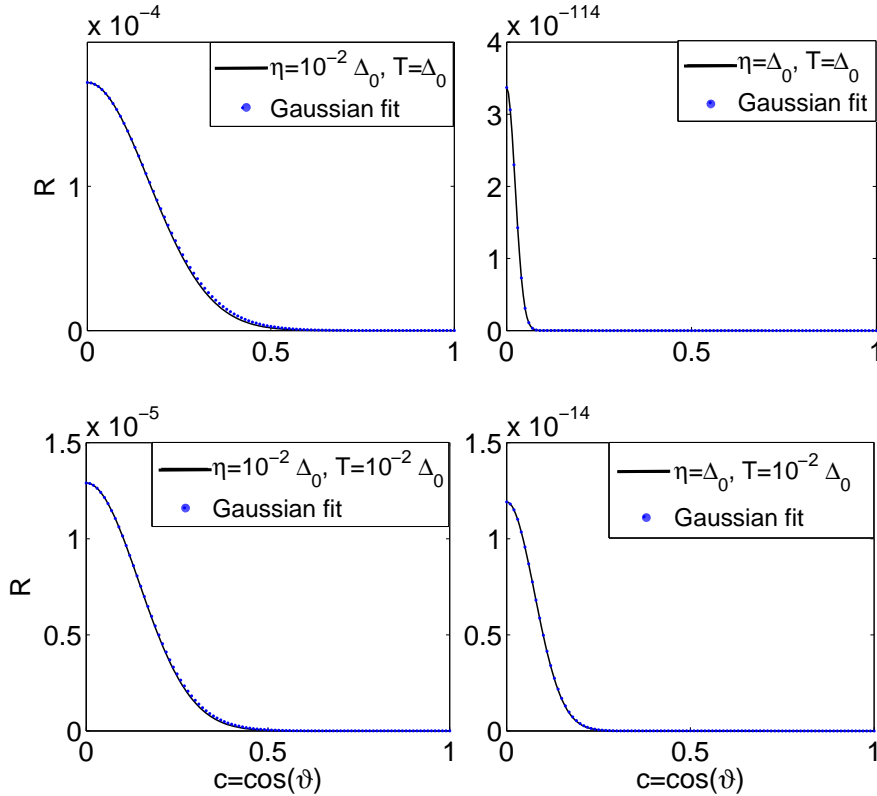 x 10⁻⁴
η=10⁻² Δ₀, T=Δ₀
Gaussian fit
R
1
0
0
0.5
1
x 10⁻¹¹⁴
η=Δ₀, T=Δ₀
Gaussian fit
4
3
2
1
0
0
0.5
1
x 10⁻⁵
η=10⁻² Δ₀, T=10⁻² Δ₀
Gaussian fit
R
1.5
1
0.5
0
0
0.5
1
c=cos(ϑ)
x 10⁻¹⁴
η=Δ₀, T=10⁻² Δ₀
Gaussian fit
1.5
1
0.5
0
0
0.5
1
c=cos(ϑ)